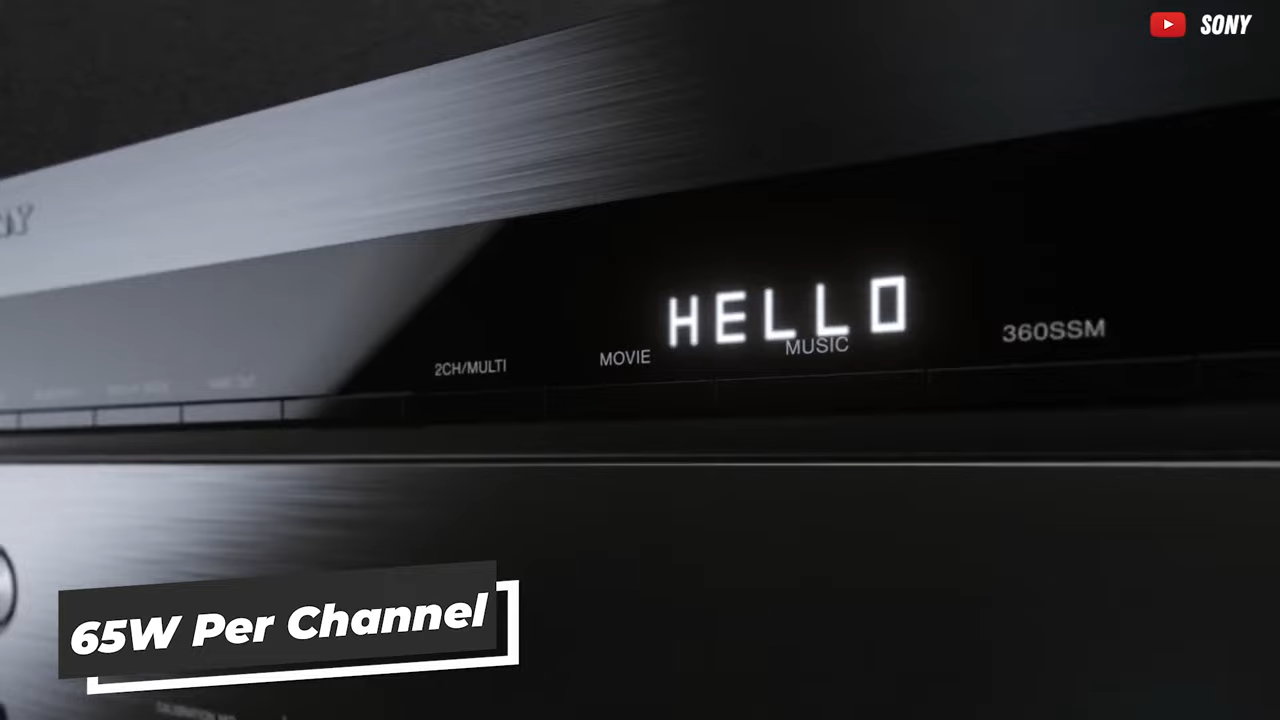 SONY
HELLO
2CH/MULTI
MOVIE
MUSIC
360SSM
65W Per Channel